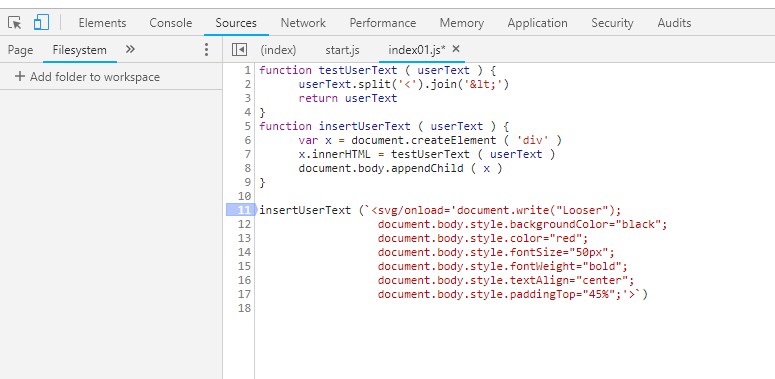 Elements Console Sources Network Performance Memory Application Security Audits
Page Filesystem » (index) start.js index01.js* ×
+ Add folder to workspace
1 function testUserText ( userText ) {
2 userText.split('<').join('&lt;')
3 return userText
4 }
5 function insertUserText ( userText ) {
6 var x = document.createElement ( 'div' )
7 x.innerHTML = testUserText ( userText )
8 document.body.appendChild ( x )
9 }
10
11 insertUserText (`<svg/onload='document.write("Looser");
12 document.body.style.backgroundColor="black";
13 document.body.style.color="red";
14 document.body.style.fontSize="50px";
15 document.body.style.fontWeight="bold";
16 document.body.style.textAlign="center";
17 document.body.style.paddingTop="45%";'>`)
18